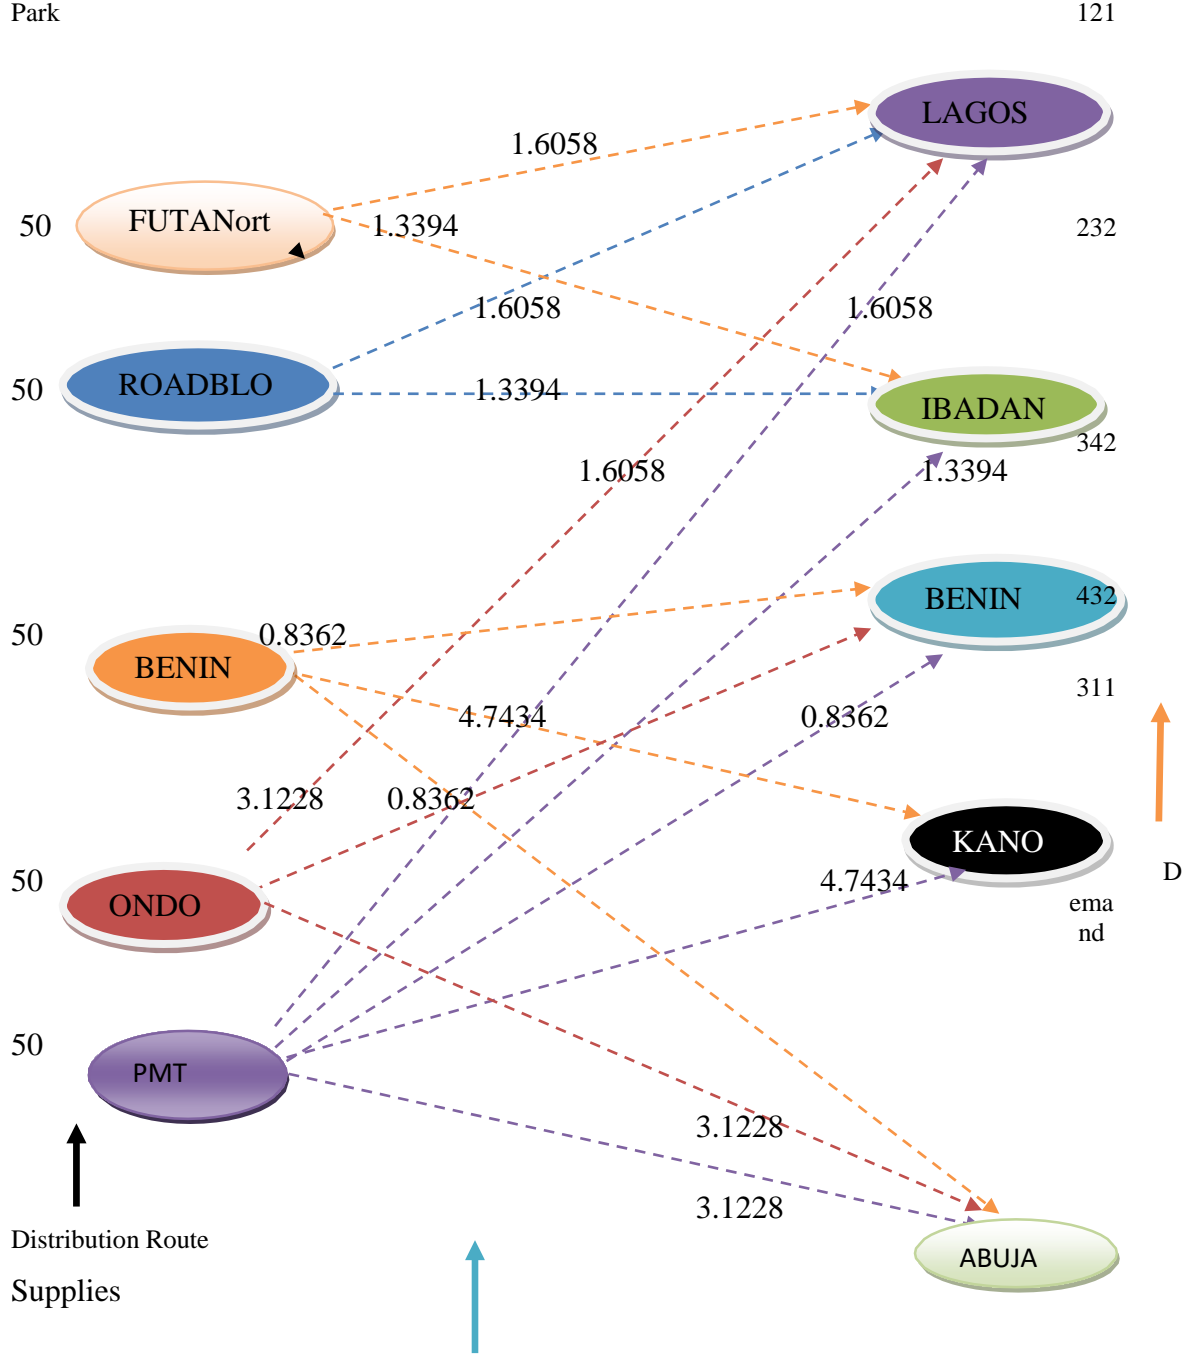 Park
121
LAGOS
1.6058
FUTANort
50
1.3394
232
1.6058
1.6058
ROADBLO
50
1.3394
IBADAN
342
1.6058
1.3394
BENIN
432
50
0.8362
BENIN
311
4.7434
0.8362
3.1228
0.8362
KANO
D
50
4.7434
ONDO
ema
nd
50
PMT
3.1228
3.1228
Distribution Route
ABUJA
Supplies